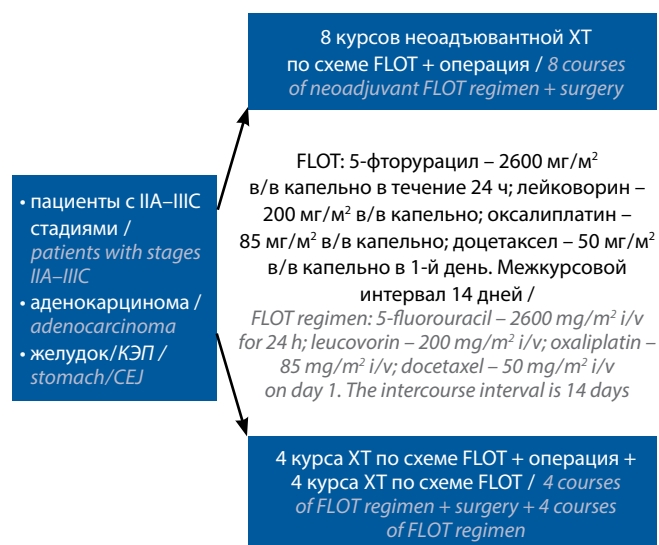 8 курсов неоадъювантной ХТ
по схеме FLOT + операция / 8 courses
of neoadjuvant FLOT regimen + surgery
• пациенты с IIA–IIIC
стадиями /
patients with stages
IIA–IIIC
• аденокарцинома /
adenocarcinoma
• желудок/КЭП /
stomach/CEJ
FLOT: 5-фторурацил – 2600 мг/м²
в/в капельно в течение 24 ч; лейковорин –
200 мг/м² в/в капельно; оксалиплатин –
85 мг/м² в/в капельно; доцетаксел – 50 мг/м²
в/в капельно в 1-й день. Межкурсовой
интервал 14 дней /
FLOT regimen: 5-fluorouracil – 2600 mg/m² i/v
for 24 h; leucovorin – 200 mg/m² i/v; oxaliplatin –
85 mg/m² i/v; docetaxel – 50 mg/m² i/v
on day 1. The intercourse interval is 14 days
4 курса ХТ по схеме FLOT + операция +
4 курса ХТ по схеме FLOT / 4 courses
of FLOT regimen + surgery + 4 courses
of FLOT regimen